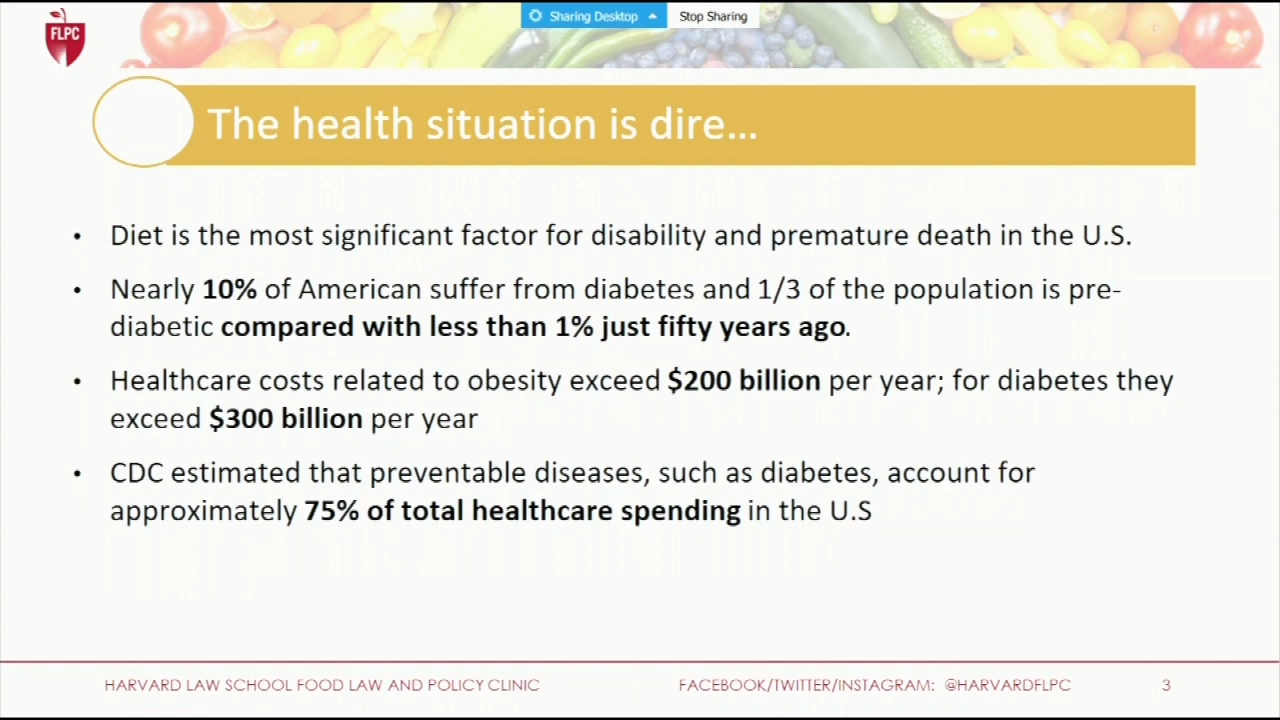 Sharing Desktop Stop Sharing
FLPC
The health situation is dire…
• Diet is the most significant factor for disability and premature death in the U.S.
• Nearly 10% of American suffer from diabetes and 1/3 of the population is pre-
diabetic compared with less than 1% just fifty years ago.
• Healthcare costs related to obesity exceed $200 billion per year; for diabetes they
exceed $300 billion per year
• CDC estimated that preventable diseases, such as diabetes, account for
approximately 75% of total healthcare spending in the U.S
HARVARD LAW SCHOOL FOOD LAW AND POLICY CLINIC FACEBOOK/TWITTER/INSTAGRAM: @HARVARDFLPC 3